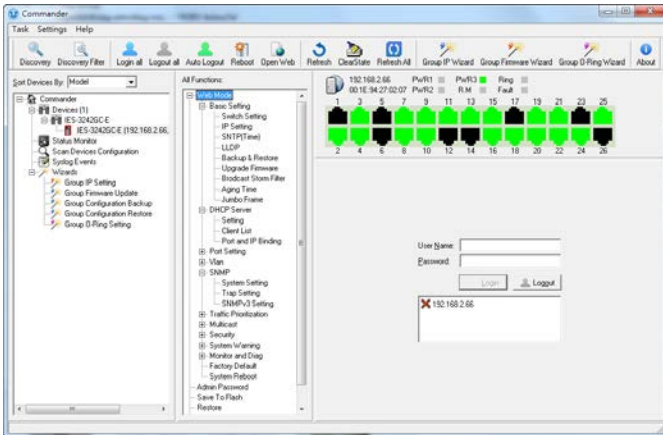 Commander
Task Settings Help
Discovery Discovery Filter Login all Logout all Auto Logout Reboot Open Web Refresh ClearState Refresh All Group IP Wizard Group Firmware Wizard Group O-Ring Wizard About
Sort Devices By: Model
Commander
Devices (1)
IES-3242GC-E
IES-3242GC-E (192.168.2.66,
Status Monitor
Scan Devices Configuration
Syslog Events
Wizards
Group IP Setting
Group Firmware Update
Group Configuration Backup
Group Configuration Restore
Group O-Ring Setting
All Functions:
Web Mode
Basic Setting
Switch Setting
IP Setting
SNTP(Time)
LLDP
Backup & Restore
Upgrade Firmware
Brodcast Storm Filter
Aging Time
Jumbo Frame
DHCP Server
Setting
Client List
Port and IP Binding
Port Setting
Vlan
SNMP
System Setting
Trap Setting
SNMPv3 Setting
Traffic Prioritization
Multicast
Security
System Warning
Monitor and Diag
Factory Default
System Reboot
Admin Password
Save To Flash
Restore
192.168.2.66 PWR1 PWR3 Ring
00.1E.94.27.02.07 PWR2 R.M Fault
1 3 5 7 9 11 13 15 17 19 21 23 25
2 4 6 8 10 12 14 16 18 20 22 24 26
User Name:
Password:
Login Logout
192.168.2.66